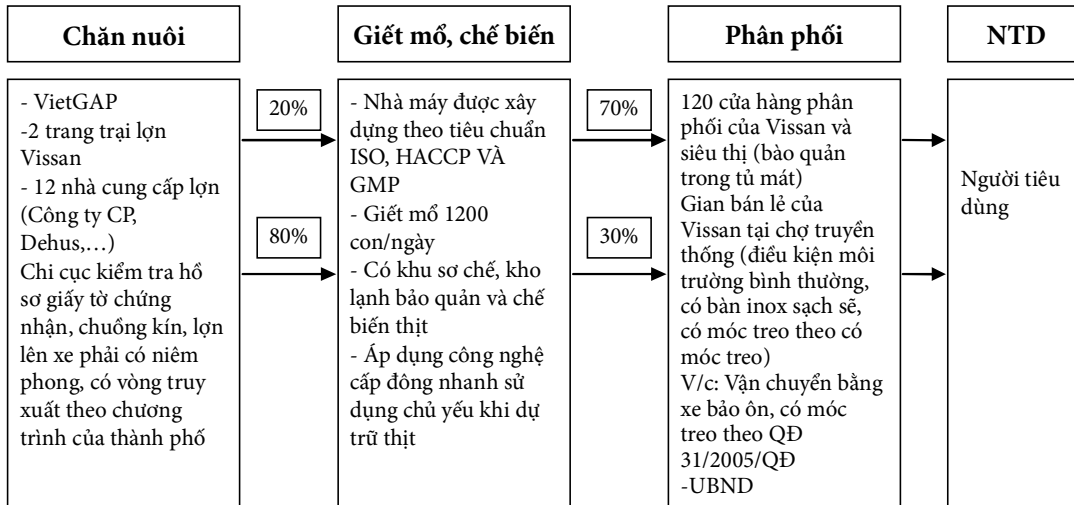 Chăn nuôi
Giết mổ, chế biến
Phân phối
NTD
- VietGAP
-2 trang trại lợn
Vissan
- 12 nhà cung cấp lợn
(Công ty CP,
Dehus,…)
Chi cục kiểm tra hồ
sơ giấy tờ chứng
nhận, chuồng kín, lợn
lên xe phải có niêm
phong, có vòng truy
xuất theo chương
trình của thành phố
20%
80%
- Nhà máy được xây
dựng theo tiêu chuẩn
ISO, HACCP VÀ
GMP
- Giết mổ 1200
con/ngày
- Có khu sơ chế, kho
lạnh bảo quản và chế
biến thịt
- Áp dụng công nghệ
cấp đông nhanh sử
dụng chủ yếu khi dự
trữ thịt
70%
30%
120 cửa hàng phân
phối của Vissan và
siêu thị (bào quản
trong tủ mát)
Gian bán lẻ của
Vissan tại chợ truyền
thống (điều kiện môi
trường bình thường,
có bàn inox sạch sẽ,
có móc treo theo có
móc treo)
V/c: Vận chuyển bằng
xe bảo ôn, có móc
treo theo QĐ
31/2005/QĐ
-UBND
Người tiêu
dùng